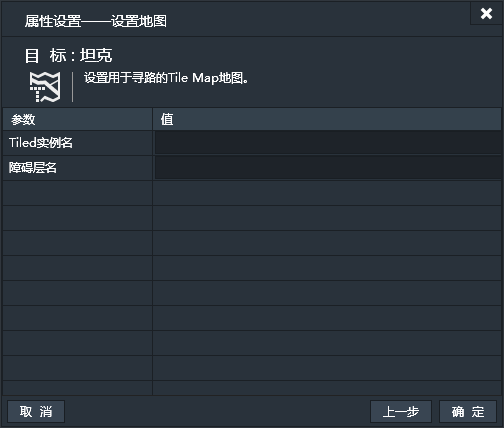 属性设置——设置地图
目 标 : 坦克
设置用于寻路的Tile Map地图。
参数 值
Tiled实例名
障碍层名
取 消 上一步 确 定